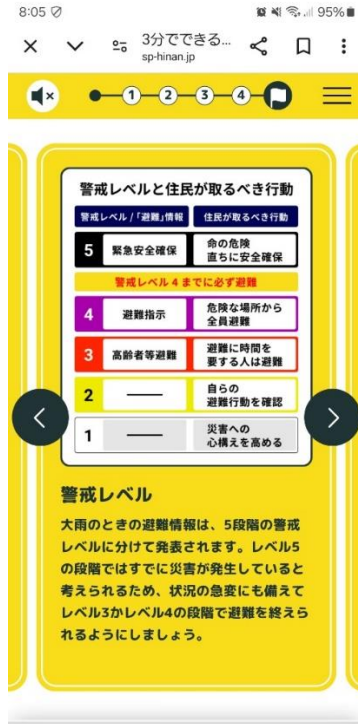 8:05
95%
3分でできる...
sp-hinan.jp
1 2 3 4
警戒レベルと住民が取るべき行動
警戒レベル/「避難」情報 住民が取るべき行動
5 緊急安全確保 命の危険
直ちに安全確保
警戒レベル4までに必ず避難
4 避難指示 危険な場所から
全員避難
3 高齢者等避難 避難に時間を
要する人は避難
2 —— 自らの
避難行動を確認
1 —— 災害への
心構えを高める
警戒レベル
大雨のときの避難情報は、5段階の警戒
レベルに分けて発表されます。レベル5
の段階ではすでに災害が発生していると
考えられるため、状況の急変にも備えて
レベル3かレベル4の段階で避難を終えら
れるようにしましょう。